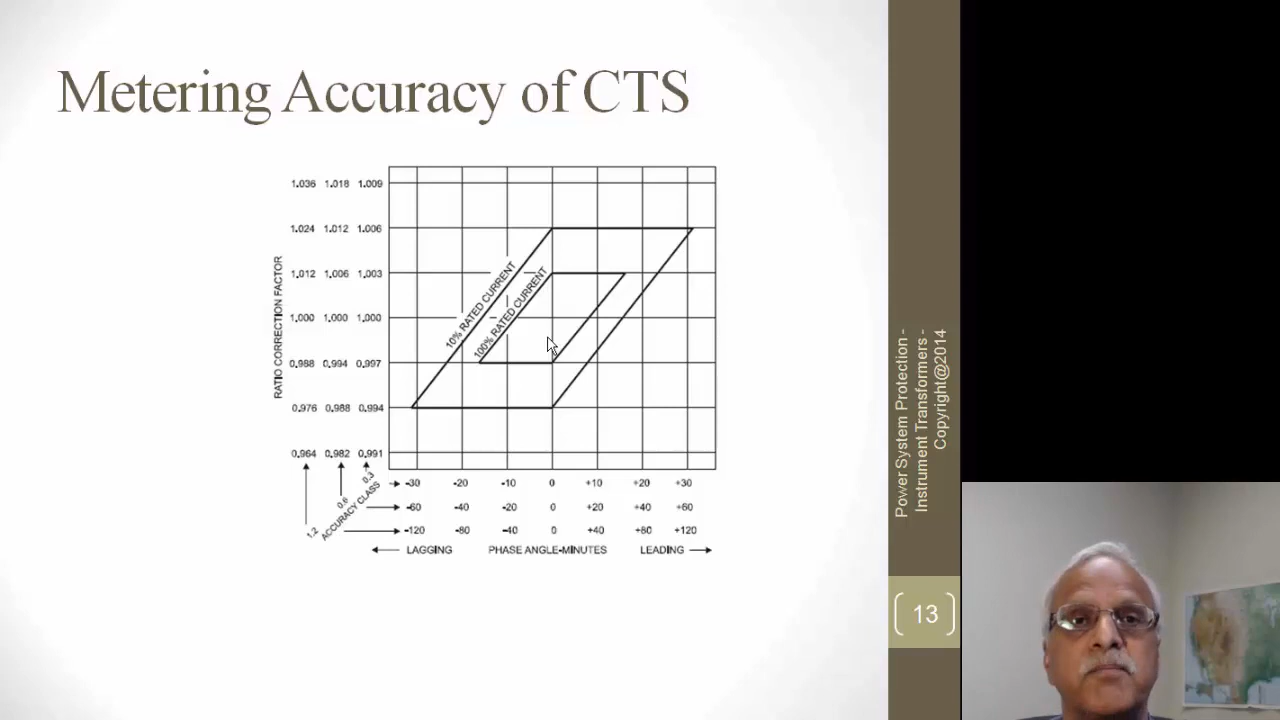 Metering Accuracy of CTS
1.036 1.018 1.009
1.024 1.012 1.006
1.012 1.006 1.003
1,000 1,000 1,000
0,988 0,994 0,997
0,976 0,988 0,994
0,964 0,982 0,991
RATIO CORRECTION FACTOR
10% RATED CURRENT
100% RATED CURRENT
0.3
0.6
1.2
ACCURACY CLASS
-30 -20 -10 0 +10 +20 +30
-60 -40 -20 0 +20 +40 +60
-120 -80 -40 0 +40 +80 +120
LAGGING PHASE ANGLE-MINUTES LEADING
Power System Protection -
Instrument Transformers -
Copyright@2014
13